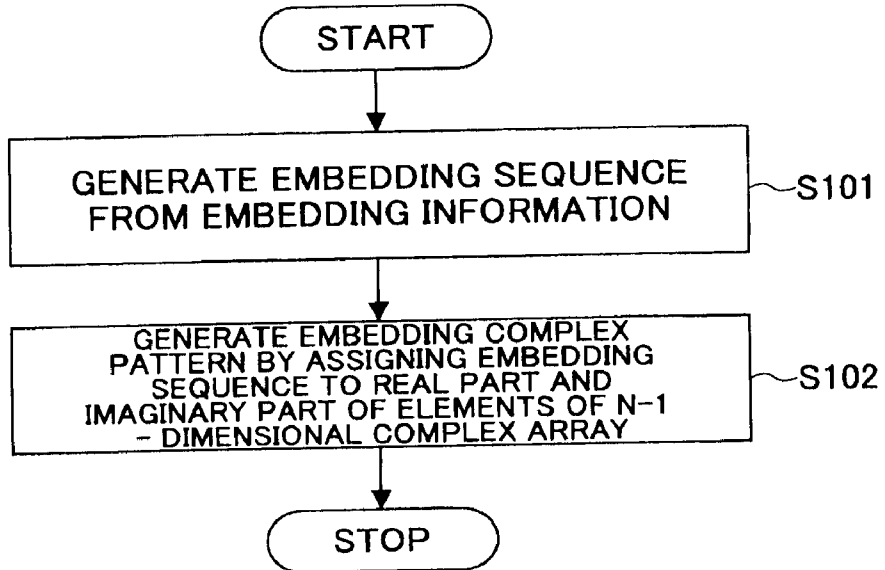 START
GENERATE EMBEDDING SEQUENCE
FROM EMBEDDING INFORMATION
S101
GENERATE EMBEDDING COMPLEX
PATTERN BY ASSIGNING EMBEDDING
SEQUENCE TO REAL PART AND
IMAGINARY PART OF ELEMENTS OF N-1
- DIMENSIONAL COMPLEX ARRAY
S102
STOP